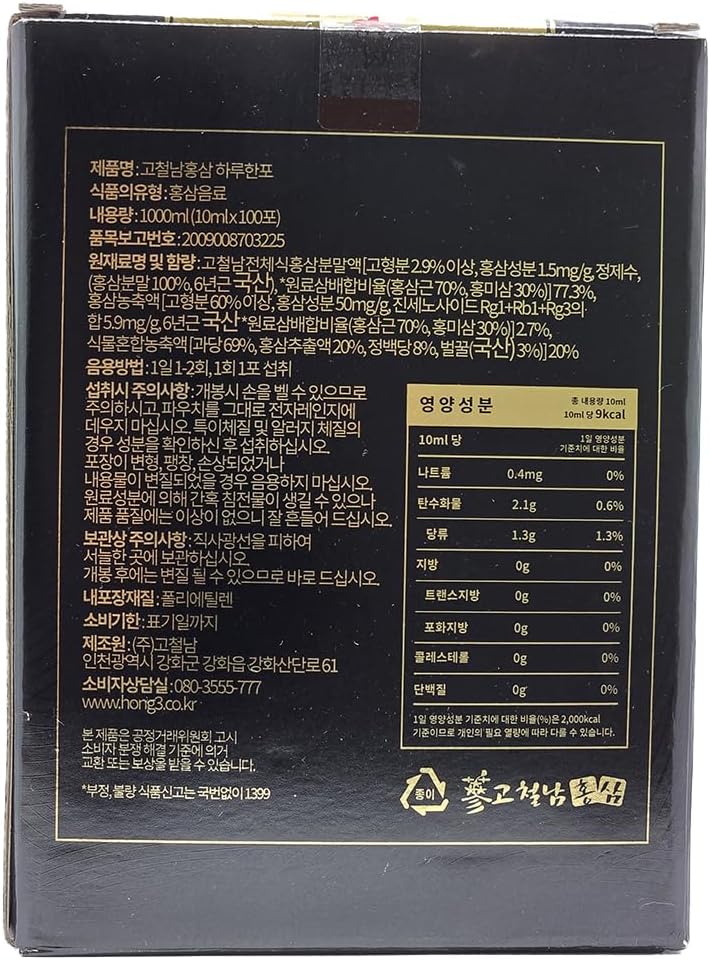 제품명 : 고철남홍삼 하루한포
식품의유형 : 홍삼음료
내용량 : 1000ml (10ml x 100포)
품목보고번호 : 2009008703225
원재료명 및 함량 : 고철남전체식홍삼분말액 [고형분 2.9% 이상, 홍삼성분 1.5mg/g, 정제수,
(홍삼분말 100%, 6년근 국산), *원료삼배합비율(홍삼근 70%, 홍미삼 30%)] 77.3%,
홍삼농축액 [고형분 60% 이상, 홍삼성분 50mg/g, 진세노사이드 Rg1+Rb1+Rg3의
합 5.9mg/g, 6년근 국산 *원료삼배합비율(홍삼근 70%, 홍미삼 30%)] 2.7%,
식물혼합농축액 [과당 69%, 홍삼추출액 20%, 정백당 8%, 벌꿀(국산) 3%)] 20%
음용방법 : 1일 1-2회, 1회 1포 섭취
섭취시 주의사항 : 개봉시 손을 벨 수 있으므로
주의하시고, 파우치를 그대로 전자레인지에
데우지 마십시오. 특이체질 및 알러지 체질의
경우 성분을 확인하신 후 섭취하십시오.
포장이 변형, 팽창, 손상되었거나
내용물이 변질되었을 경우 음용하지 마십시오.
원료성분에 의해 간혹 침전물이 생길 수 있으나
제품 품질에는 이상이 없으니 잘 흔들어 드십시오.
보관상 주의사항 : 직사광선을 피하여
서늘한 곳에 보관하십시오.
개봉 후에는 변질 될 수 있으므로 바로 드십시오.
내포장재질 : 폴리에틸렌
소비기한 : 표기일까지
제조원 : (주)고철남
인천광역시 강화군 강화읍 강화산단로 61
소비자상담실 : 080-3555-777
www.hong3.co.kr
본 제품은 공정거래위원회 고시
소비자 분쟁 해결 기준에 의거
교환 또는 보상을 받을 수 있습니다.
*부정, 불량 식품신고는 국번없이 1399
영양성분 총 내용량 10ml
10ml 당 9kcal
10ml 당 1일 영양성분
기준치에 대한 비율
나트륨 0.4mg 0%
탄수화물 2.1g 0.6%
당류 1.3g 1.3%
지방 0g 0%
트랜스지방 0g 0%
포화지방 0g 0%
콜레스테롤 0g 0%
단백질 0g 0%
1일 영양성분 기준치에 대한 비율(%)은 2,000kcal
기준이므로 개인의 필요 열량에 따라 다를 수 있습니다.
종이
蔘 고철남 홍삼